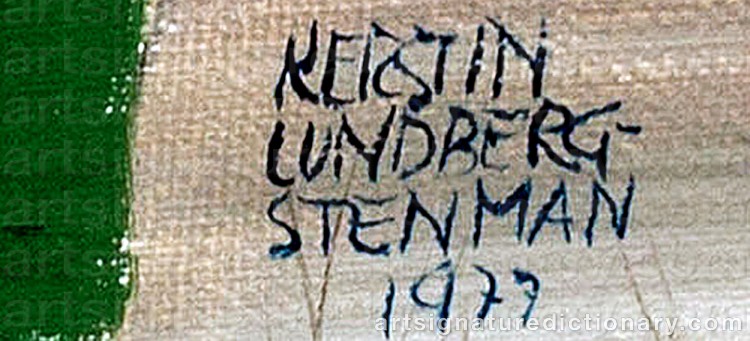 KERSTIN
LUNDBERG-
STENMAN
1977
artsignaturedictionary.com